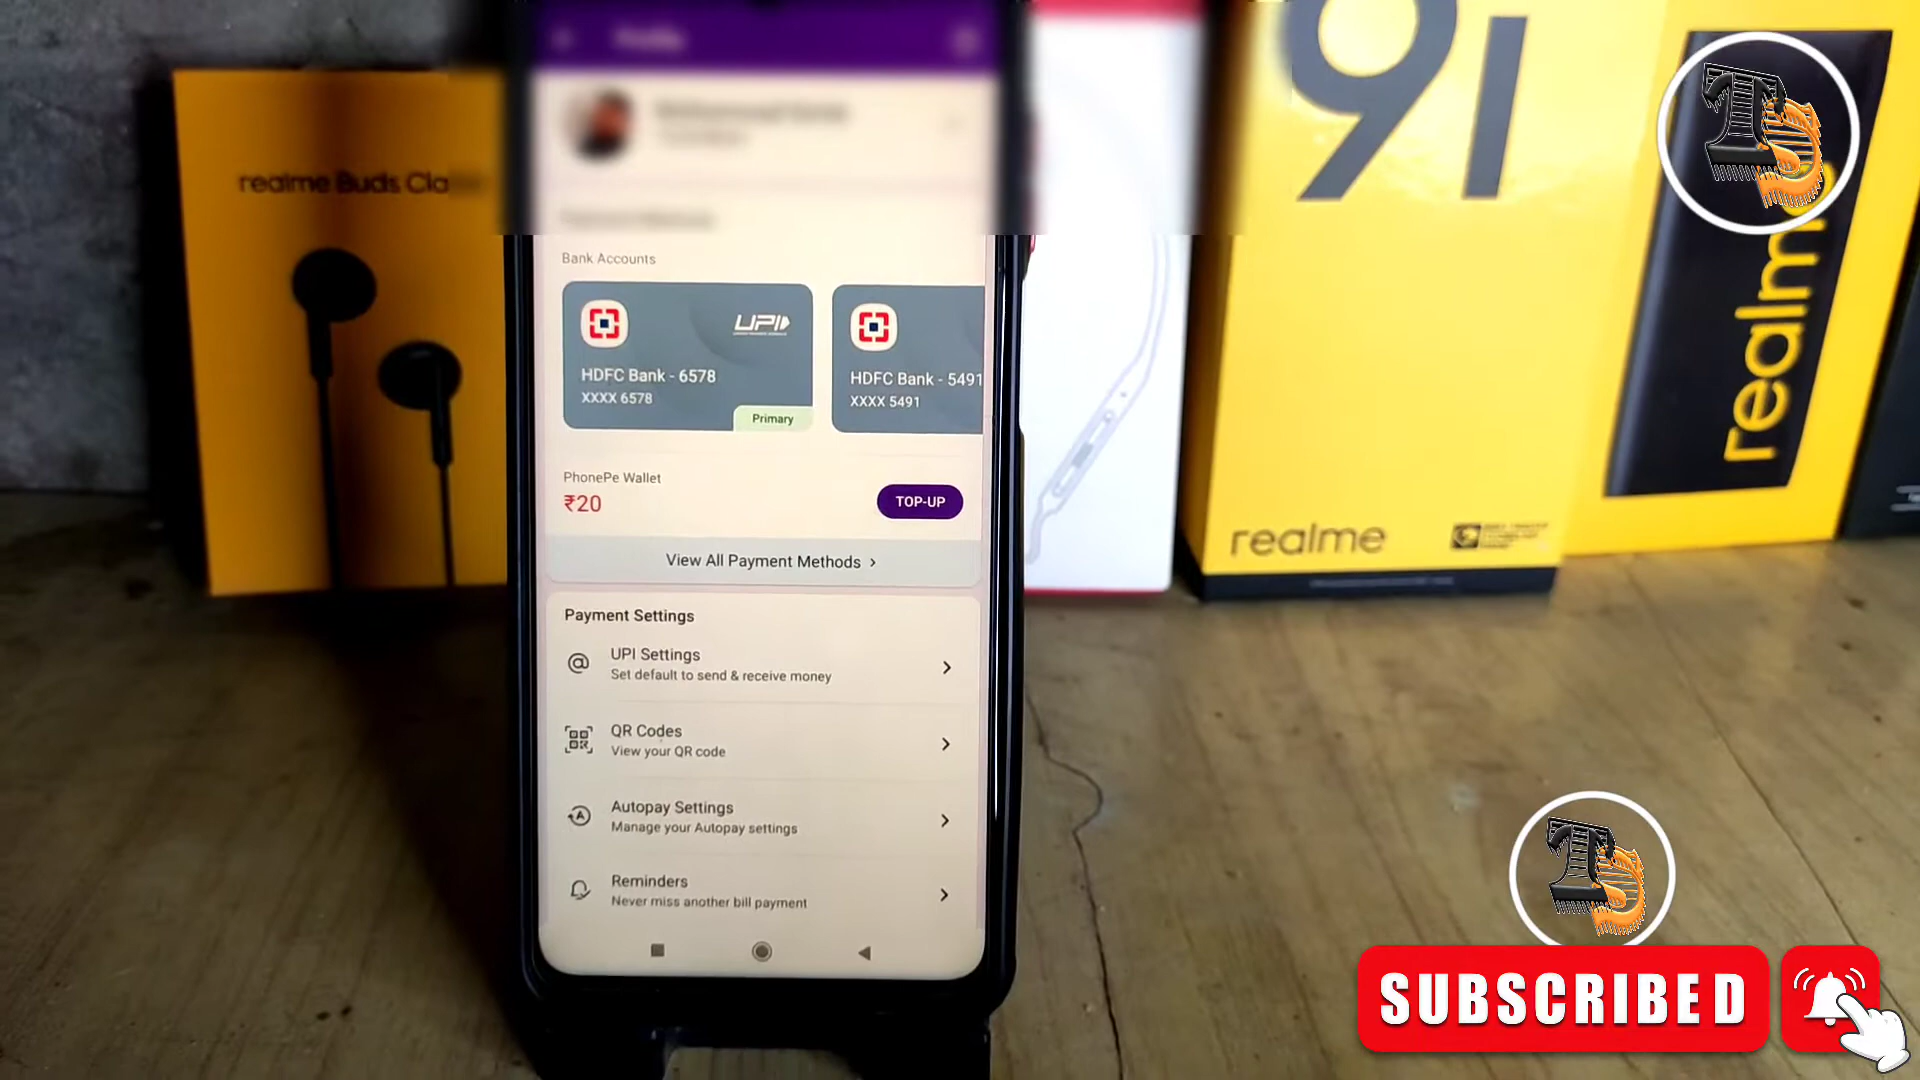 realme Buds Cla
91
realme
realme
Bank Accounts
UPI
HDFC Bank - 6578
XXXX 6578
Primary
HDFC Bank - 5491
XXXX 5491
PhonePe Wallet
₹20
TOP-UP
View All Payment Methods >
Payment Settings
UPI Settings
Set default to send & receive money
QR Codes
View your QR code
Autopay Settings
Manage your Autopay settings
Reminders
Never miss another bill payment
SUBSCRIBED